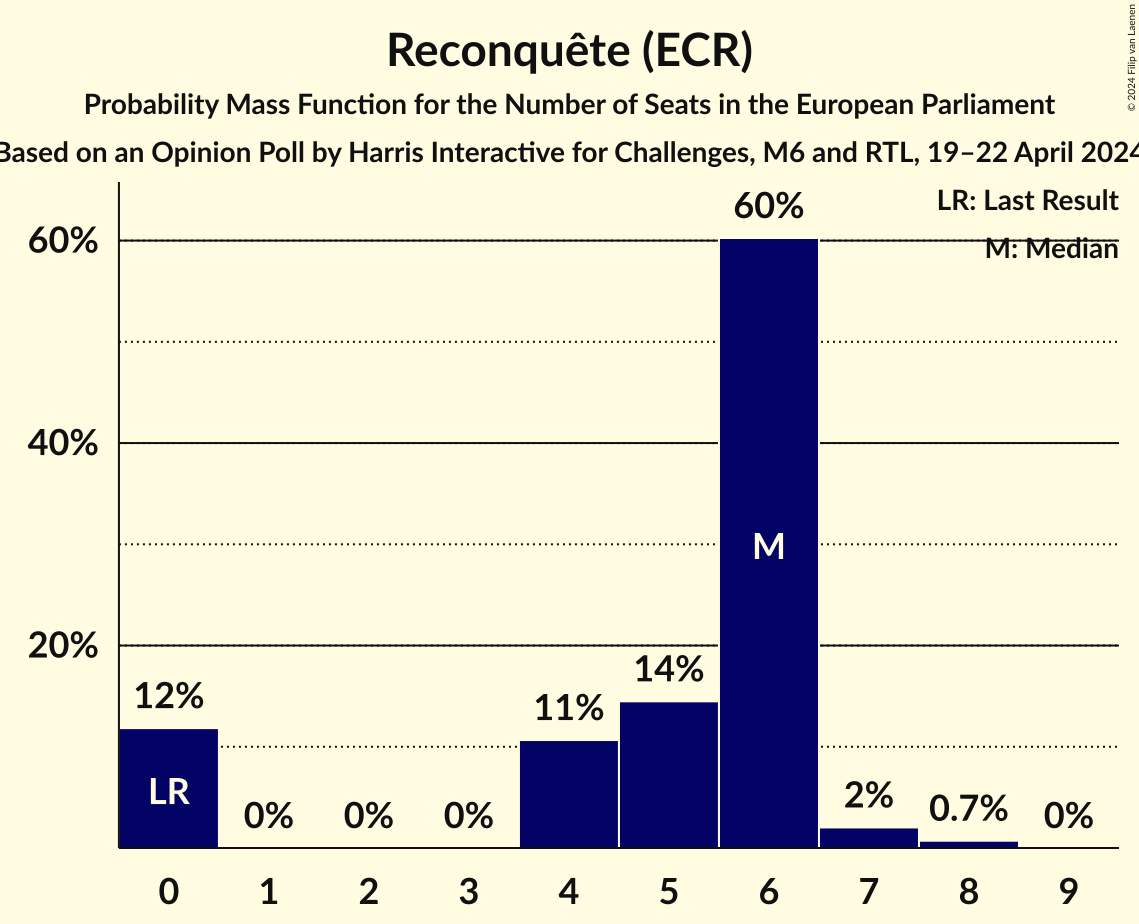 Reconquête (ECR)
Probability Mass Function for the Number of Seats in the European Parliament
Based on an Opinion Poll by Harris Interactive for Challenges, M6 and RTL, 19–22 April 2024
© 2024 Filip van Laenen
LR: Last Result
M: Median
60%
40%
20%
12%
0%
0%
0%
11%
14%
60%
2%
0.7%
0%
LR
M
0 1 2 3 4 5 6 7 8 9